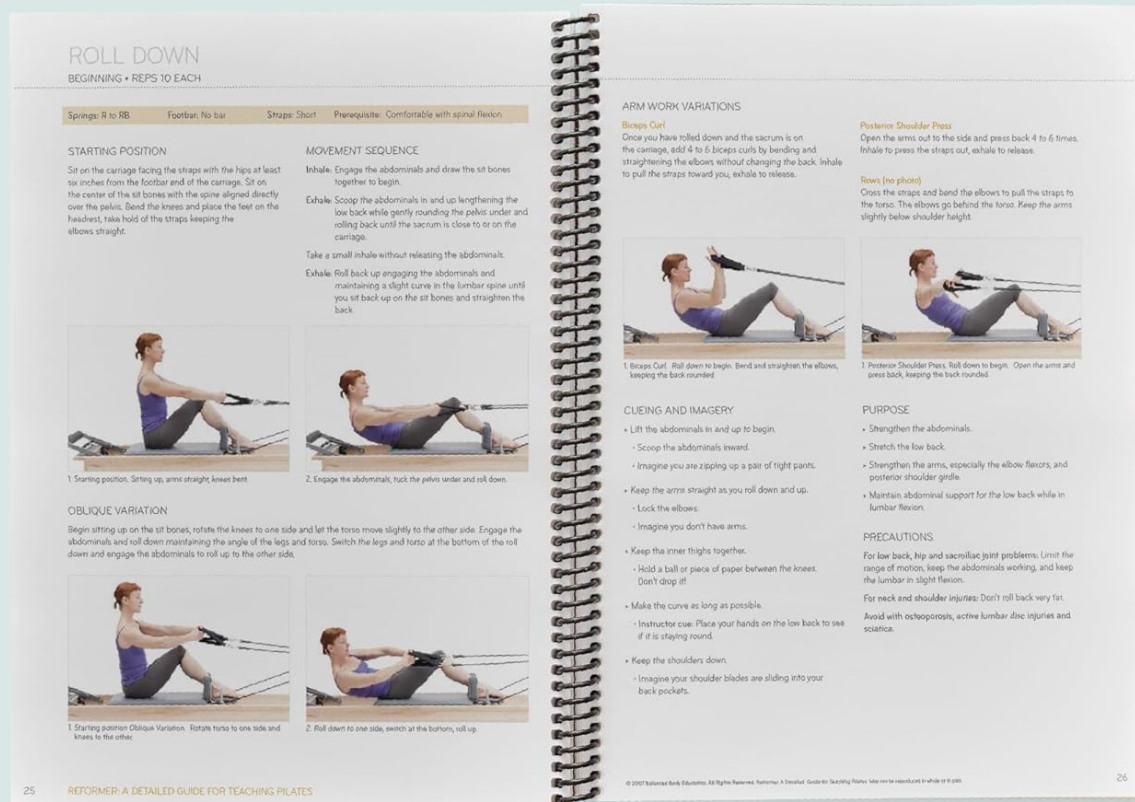 ROLL DOWN
BEGINNING • REPS 10 EACH
Springs: R to RB Footbar: No bar Straps: Short Prerequisite: Comfortable with spinal flexion
STARTING POSITION
Sit on the carriage facing the straps with the hips at least
six inches from the footbar end of the carriage. Sit on
the center of the sit bones with the spine aligned directly
over the pelvis. Bend the knees and place the feet on the
headrest, take hold of the straps keeping the
elbows straight.
MOVEMENT SEQUENCE
Inhale: Engage the abdominals and draw the sit bones
together to begin.
Exhale: Scoop the abdominals in and up lengthening the
low back while gently rounding the pelvis under and
rolling back until the sacrum is close to or on the
carriage.
Take a small inhale without releasing the abdominals.
Exhale: Roll back up engaging the abdominals and
maintaining a slight curve in the lumbar spine until
you sit back up on the sit bones and straighten the
back.
1. Starting position. Sitting up, arms straight, knees bent.
2. Engage the abdominals, tuck the pelvis under and roll down.
OBLIQUE VARIATION
Begin sitting up on the sit bones, rotate the knees to one side and let the torso move slightly to the other side. Engage the
abdominals and roll down maintaining the angle of the legs and torso. Switch the legs and torso at the bottom of the roll
down and engage the abdominals to roll up to the other side.
1. Starting position Oblique Variation. Rotate torso to one side and
knees to the other.
2. Roll down to one side, switch at the bottom, roll up.
25 REFORMER: A DETAILED GUIDE FOR TEACHING PILATES
ARM WORK VARIATIONS
Biceps Curl
Once you have rolled down and the sacrum is on
the carriage, add 4 to 6 biceps curls by bending and
straightening the elbows without changing the back. Inhale
to pull the straps toward you, exhale to release.
Posterior Shoulder Press
Open the arms out to the side and press back 4 to 6 times.
Inhale to press the straps out, exhale to release.
Rows (no photo)
Cross the straps and bend the elbows to pull the straps to
the torso. The elbows go behind the torso. Keep the arms
slightly below shoulder height.
1. Biceps Curl. Roll down to begin. Bend and straighten the elbows,
keeping the back rounded.
1. Posterior Shoulder Press. Roll down to begin. Open the arms and
press back, keeping the back rounded.
CUEING AND IMAGERY
• Lift the abdominals in and up to begin.
• Scoop the abdominals inward.
• Imagine you are zipping up a pair of tight pants.
• Keep the arms straight as you roll down and up.
• Lock the elbows.
• Imagine you don't have arms.
• Keep the inner thighs together.
• Hold a ball or piece of paper between the knees.
Don't drop it!
• Make the curve as long as possible.
• Instructor cue: Place your hands on the low back to see
if it is staying round.
• Keep the shoulders down.
• Imagine your shoulder blades are sliding into your
back pockets.
PURPOSE
• Strengthen the abdominals.
• Stretch the low back.
• Strengthen the arms, especially the elbow flexors, and
posterior shoulder girdle.
• Maintain abdominal support for the low back while in
lumbar flexion.
PRECAUTIONS
For low back, hip and sacroiliac joint problems: Limit the
range of motion, keep the abdominals working, and keep
the lumbar in slight flexion.
For neck and shoulder injuries: Don't roll back very far.
Avoid with osteoporosis, active lumbar disc injuries and
sciatica.
© 2007 Balanced Body Education. All Rights Reserved. Reformer: A Detailed Guide for Teaching Pilates. May not be reproduced in whole or in part.
26